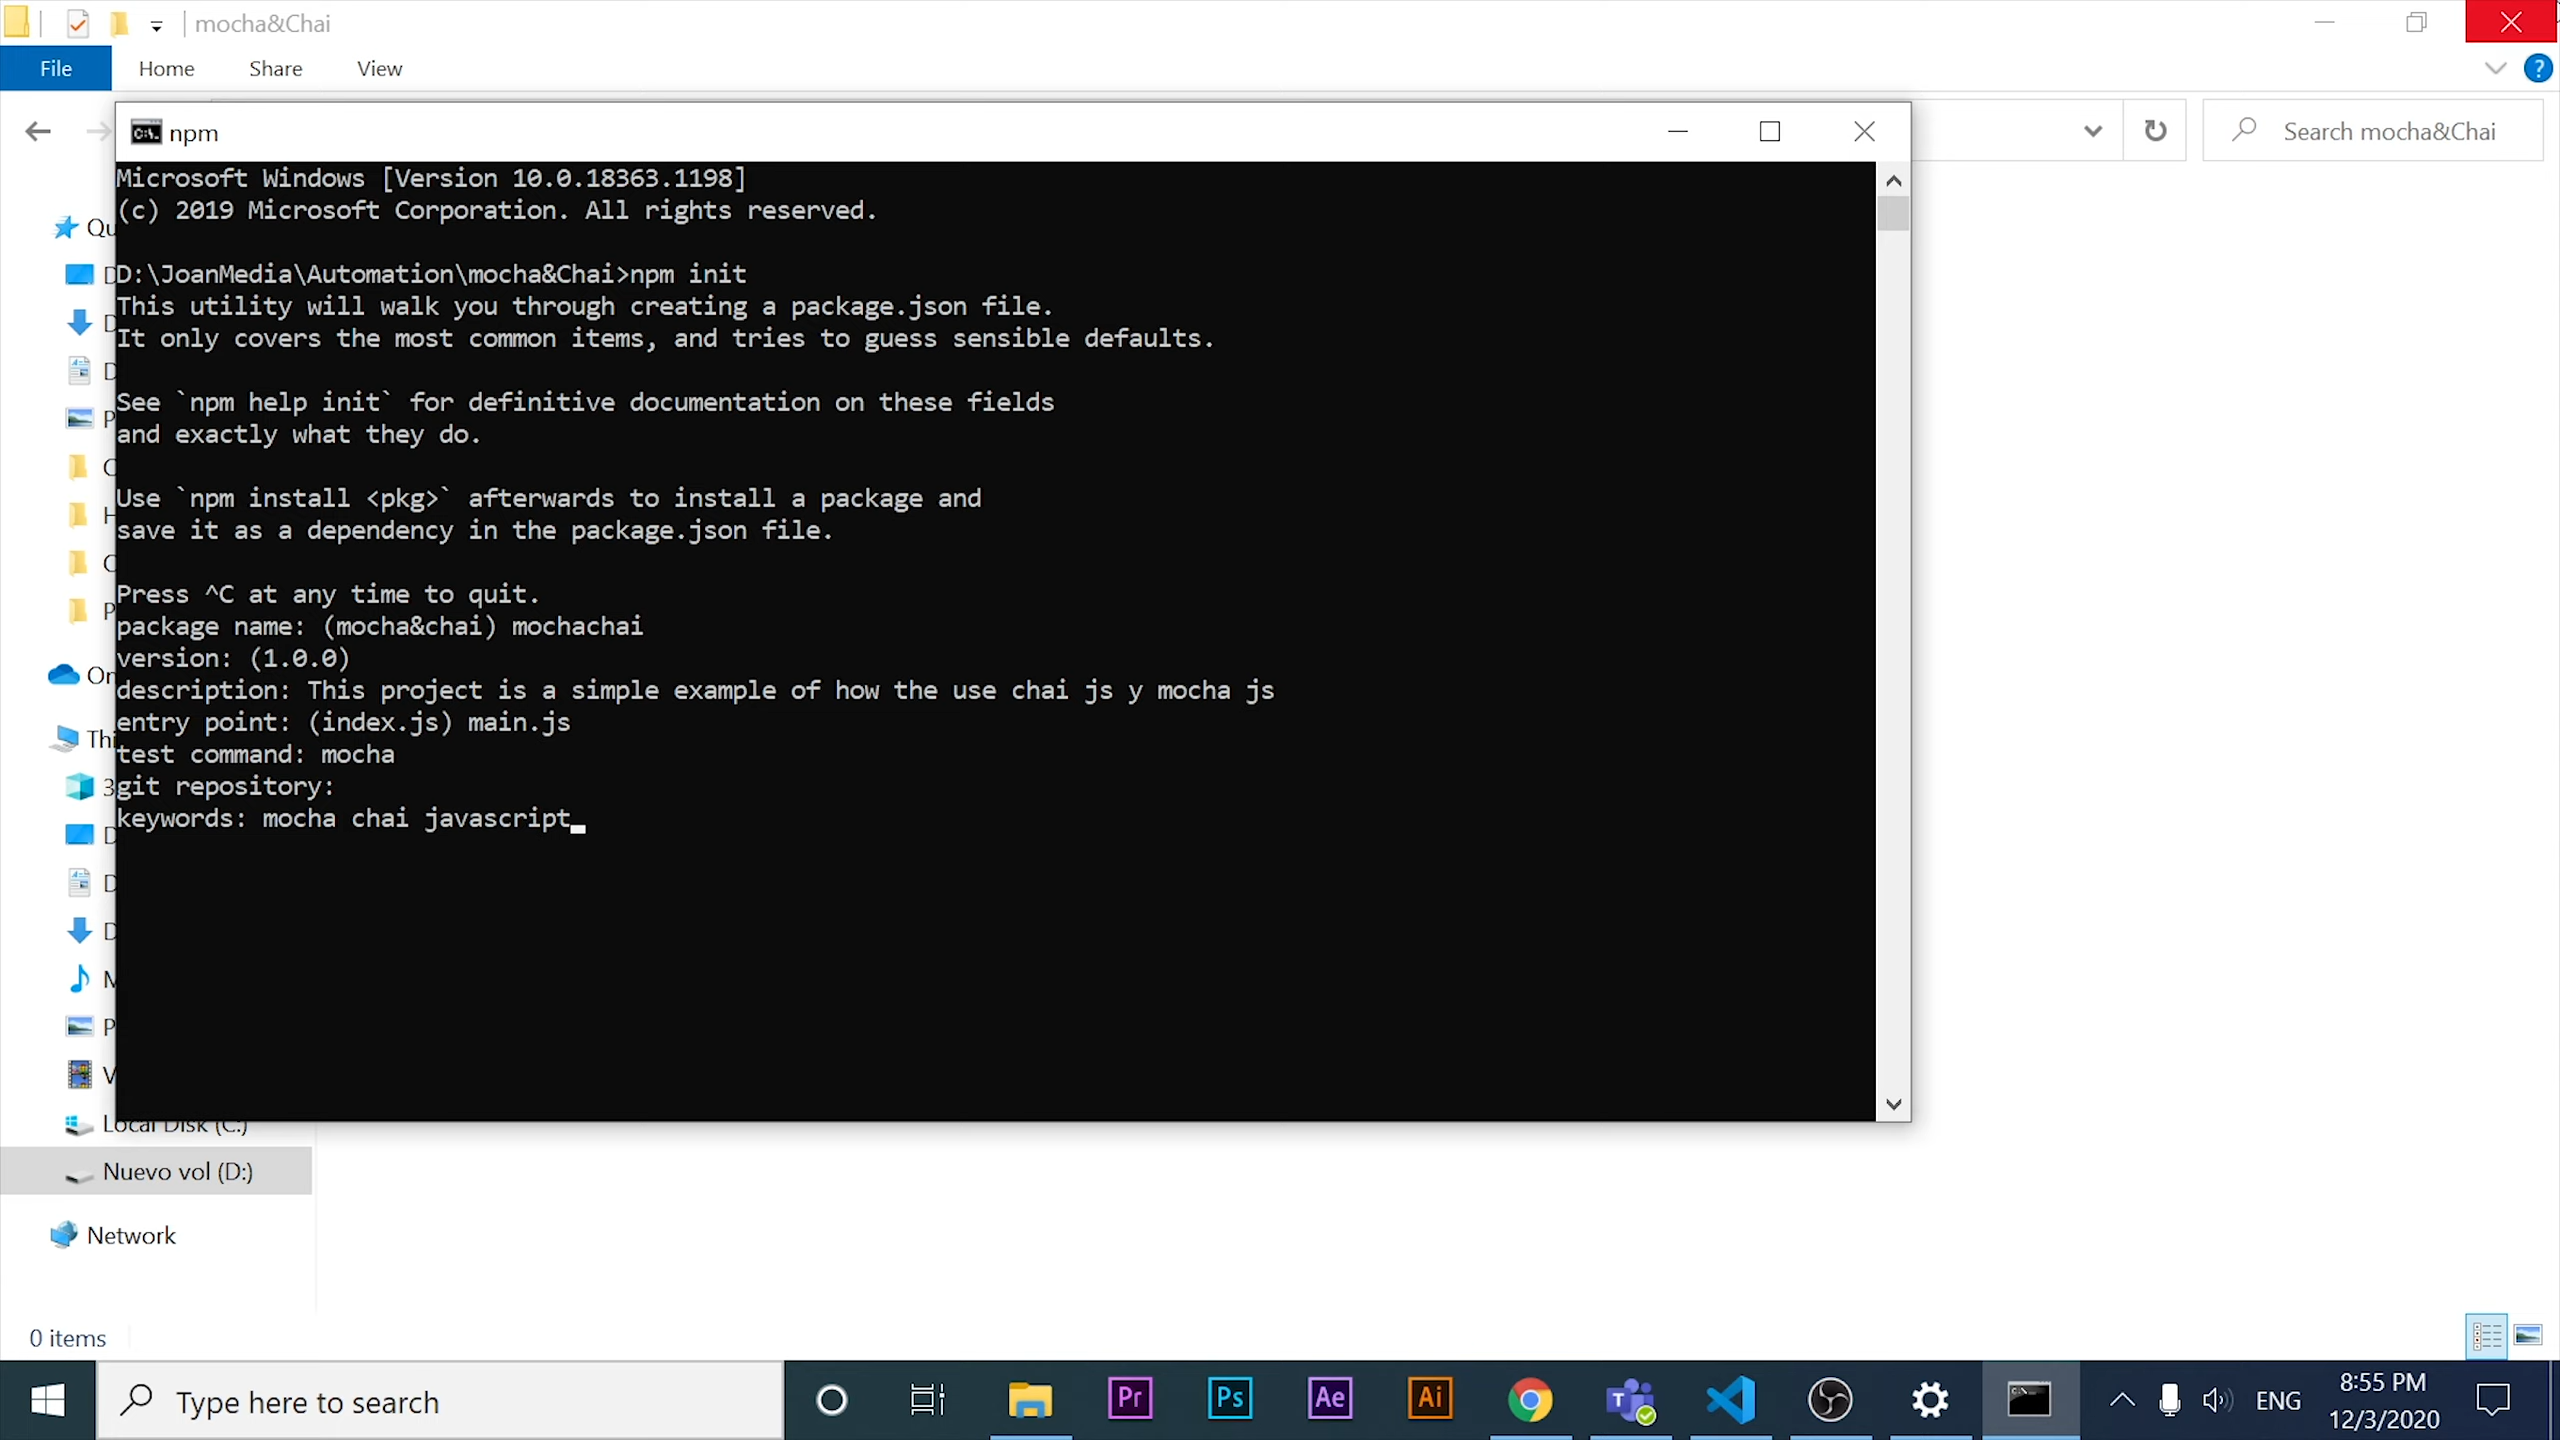 mocha&Chai
File
Home
Share
View
npm
Search mocha&Chai
Microsoft Windows [Version 10.0.18363.1198]
(c) 2019 Microsoft Corporation. All rights reserved.
D:\JoanMedia\Automation\mocha&Chai>npm init
This utility will walk you through creating a package.json file.
It only covers the most common items, and tries to guess sensible defaults.
See `npm help init` for definitive documentation on these fields
and exactly what they do.
Use `npm install <pkg>` afterwards to install a package and
save it as a dependency in the package.json file.
Press ^C at any time to quit.
package name: (mocha&chai) mochachai
version: (1.0.0)
description: This project is a simple example of how the use chai js y mocha js
entry point: (index.js) main.js
test command: mocha
git repository:
keywords: mocha chai javascript
Local Disk (C:)
Nuevo vol (D:)
Network
0 items
Type here to search
Pr
Ps
Ae
Ai
ENG
8:55 PM
12/3/2020